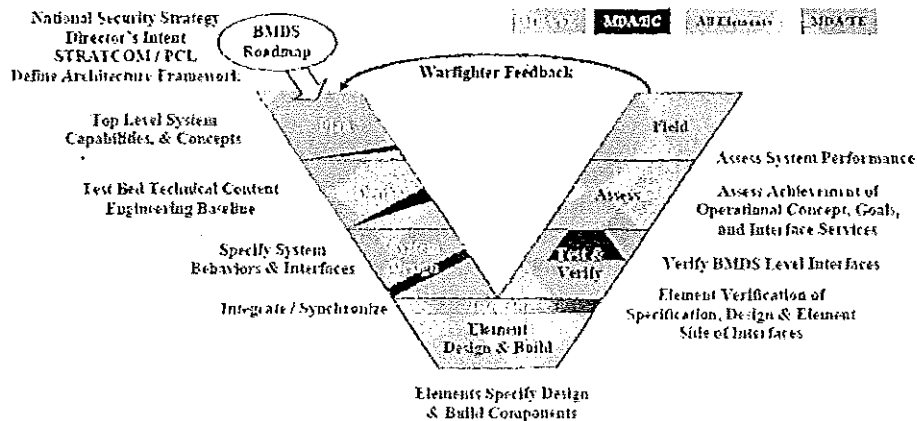 National Security Strategy
Director's Intent
STRATCOM / PCL
Define Architecture Framework
BMDS
Roadmap
MDA/BC
All Elements
MDA/TE
Warfighter Feedback
Top Level System
Capabilities, & Concepts
Test Bed Technical Content
Engineering Baseline
Specify System
Behaviors & Interfaces
Integrate / Synchronize
Field
Assess
Test &
Verify
Element
Design & Build
Assess System Performance
Assess Achievement of
Operational Concept, Goals,
and Interface Services
Verify BMDS Level Interfaces
Element Verification of
Specification, Design & Element
Side of Interfaces
Elements Specify Design
& Build Components